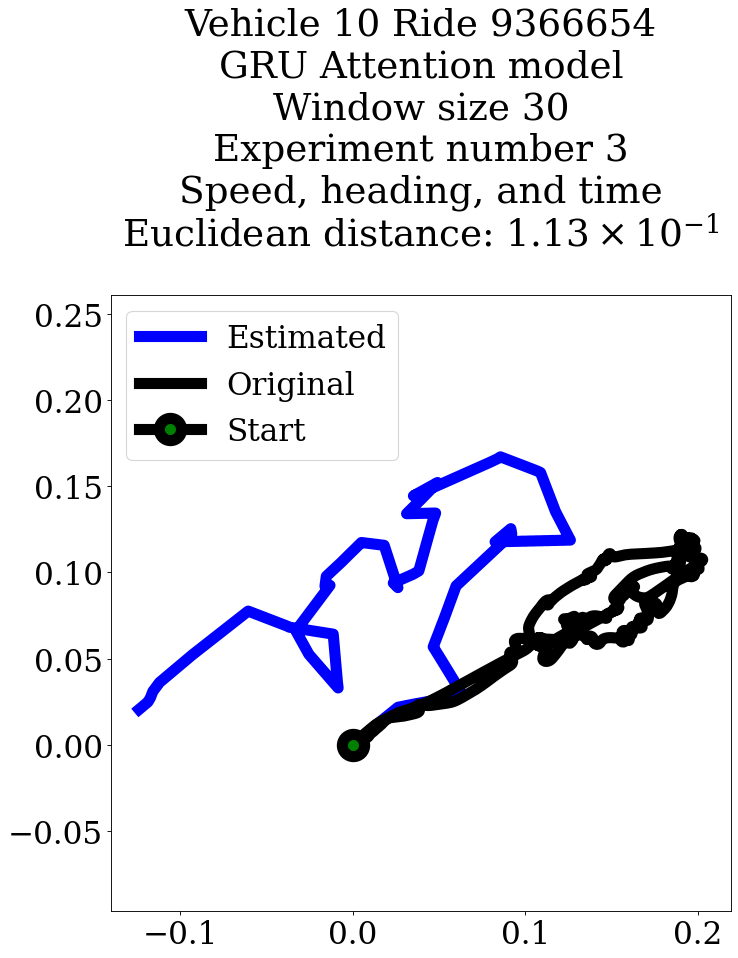 Vehicle 10 Ride 9366654
GRU Attention model
Window size 30
Experiment number 3
Speed, heading, and time
Euclidean distance: 1.13 × 10⁻¹
0.25
0.20
0.15
0.10
0.05
0.00
−0.05
Estimated
Original
Start
−0.1
0.0
0.1
0.2